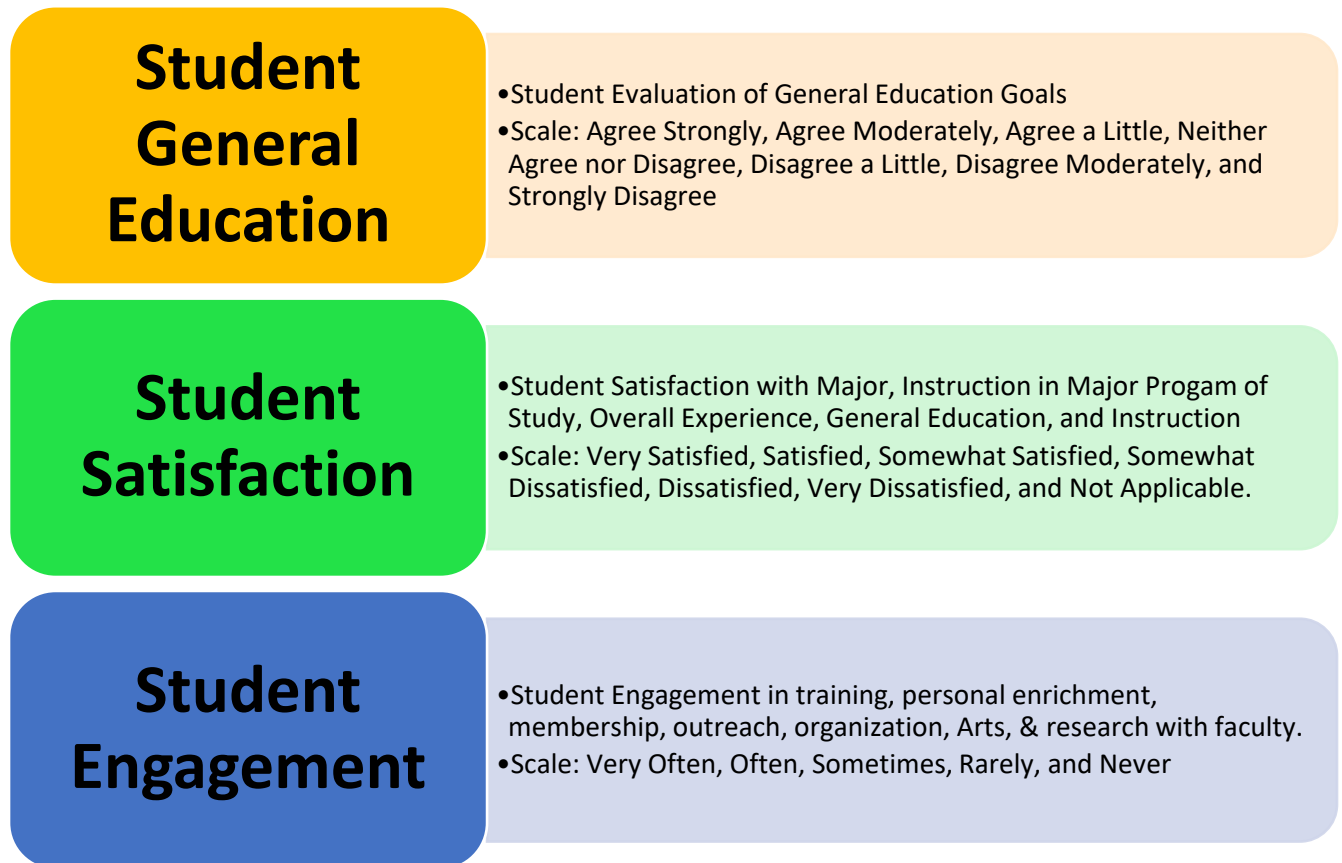 Student
General
Education
•Student Evaluation of General Education Goals
•Scale: Agree Strongly, Agree Moderately, Agree a Little, Neither
Agree nor Disagree, Disagree a Little, Disagree Moderately, and
Strongly Disagree
Student
Satisfaction
•Student Satisfaction with Major, Instruction in Major Progam of
Study, Overall Experience, General Education, and Instruction
•Scale: Very Satisfied, Satisfied, Somewhat Satisfied, Somewhat
Dissatisfied, Dissatisfied, Very Dissatisfied, and Not Applicable.
Student
Engagement
•Student Engagement in training, personal enrichment,
membership, outreach, organization, Arts, & research with faculty.
•Scale: Very Often, Often, Sometimes, Rarely, and Never